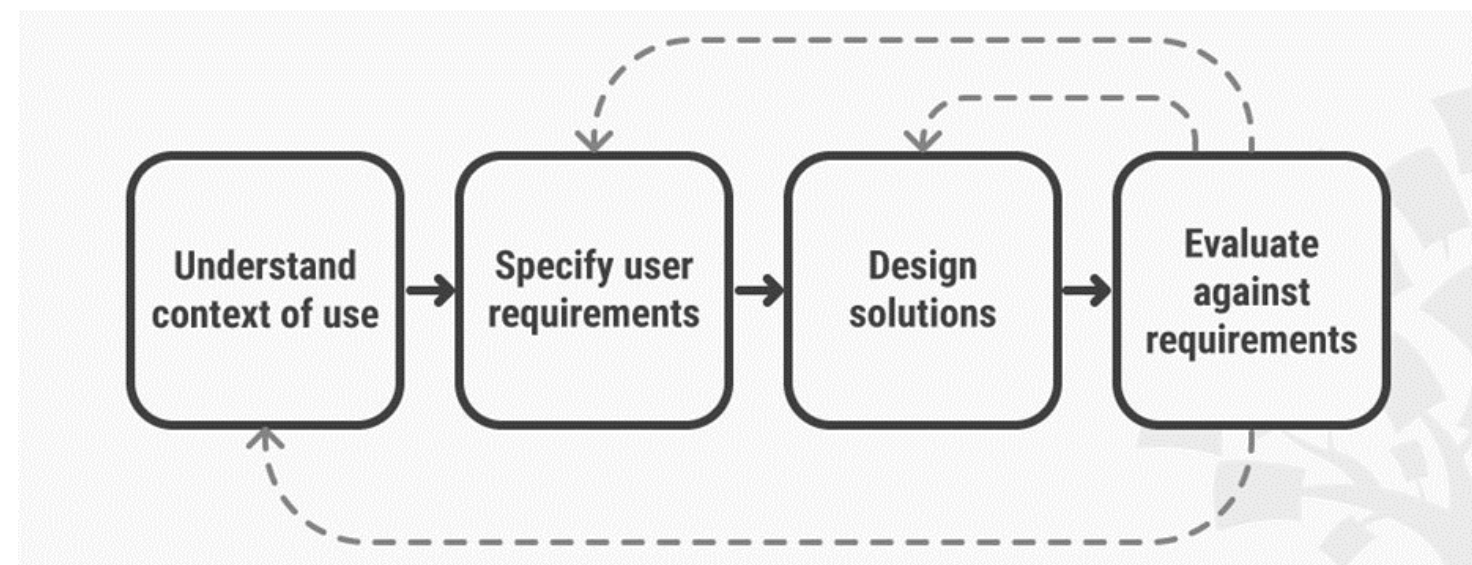 Understand
context of use
Specify user
requirements
Design
solutions
Evaluate
against
requirements